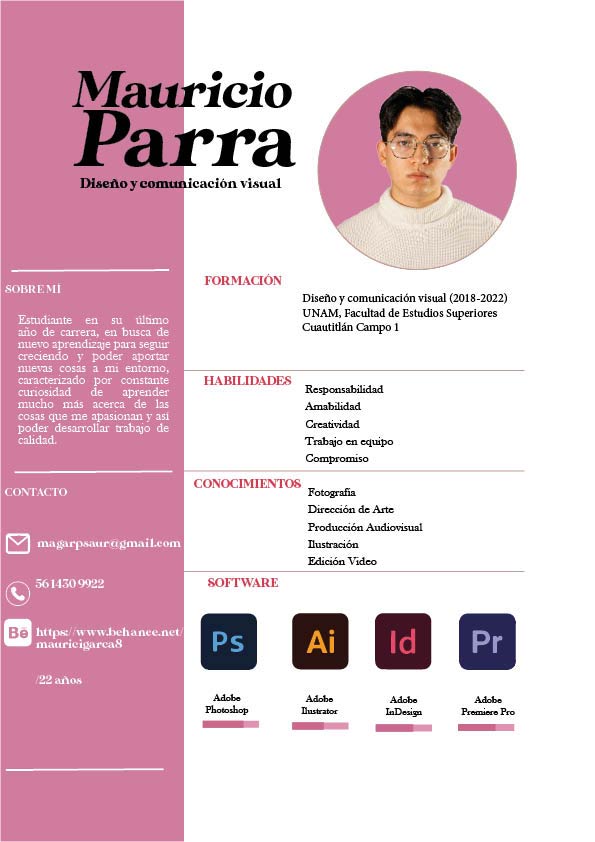 Mauricio
Parra
Diseño y comunicación visual
SOBRE MÍ
Estudiante en su último
año de carrera, en busca de
nuevo aprendizaje para seguir
creciendo y poder aportar
nuevas cosas a mi entorno,
caracterizado por constante
curiosidad de aprender
mucho más acerca de las
cosas que me apasionan y así
poder desarrollar trabajo de
calidad.
CONTACTO
magarpsaur@gmail.com
561430 9922
Bē https://www.behance.net/
mauricigarca8
/22 años
FORMACIÓN
Diseño y comunicación visual (2018-2022)
UNAM, Facultad de Estudios Superiores
Cuautitlán Campo 1
HABILIDADES
Responsabilidad
Amabilidad
Creatividad
Trabajo en equipo
Compromiso
CONOCIMIENTOS
Fotografía
Dirección de Arte
Producción Audiovisual
Ilustración
Edición Video
SOFTWARE
Ps Ai Id Pr
Adobe Adobe Adobe Adobe
Photoshop Ilustrator InDesign Premiere Pro